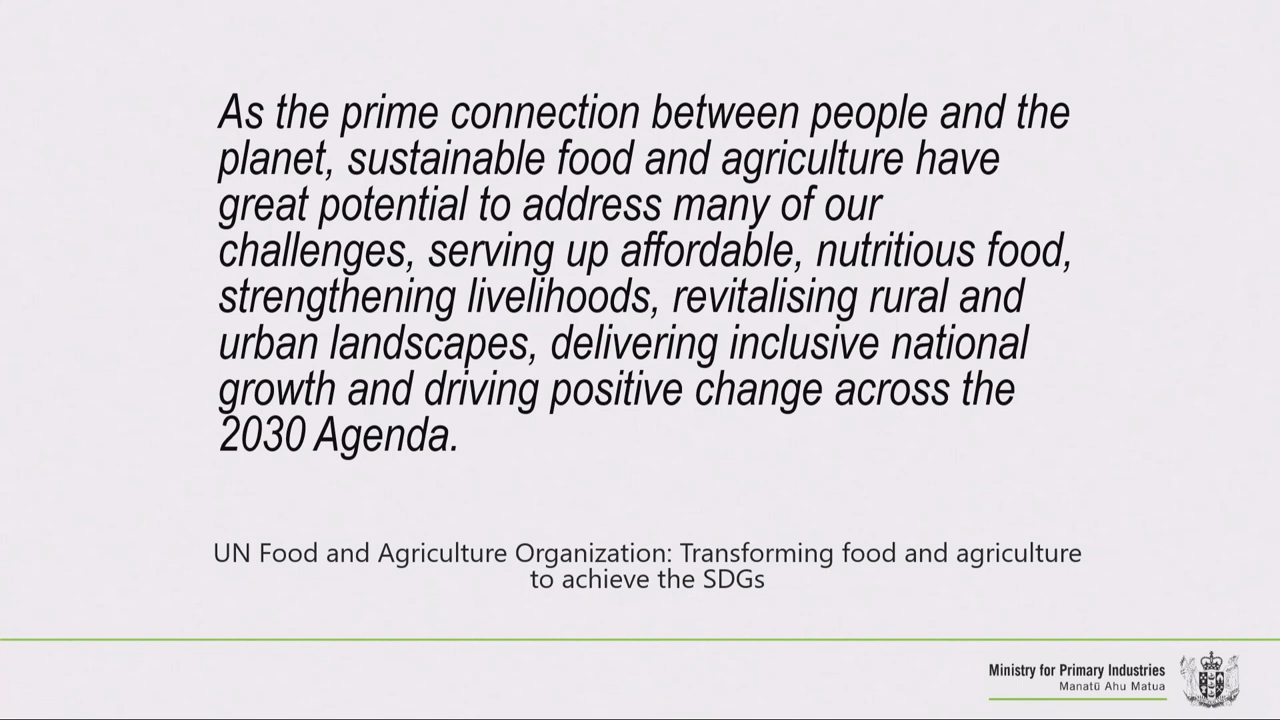 As the prime connection between people and the
planet, sustainable food and agriculture have
great potential to address many of our
challenges, serving up affordable, nutritious food,
strengthening livelihoods, revitalising rural and
urban landscapes, delivering inclusive national
growth and driving positive change across the
2030 Agenda.
UN Food and Agriculture Organization: Transforming food and agriculture
to achieve the SDGs
Ministry for Primary Industries
Manatū Ahu Matua